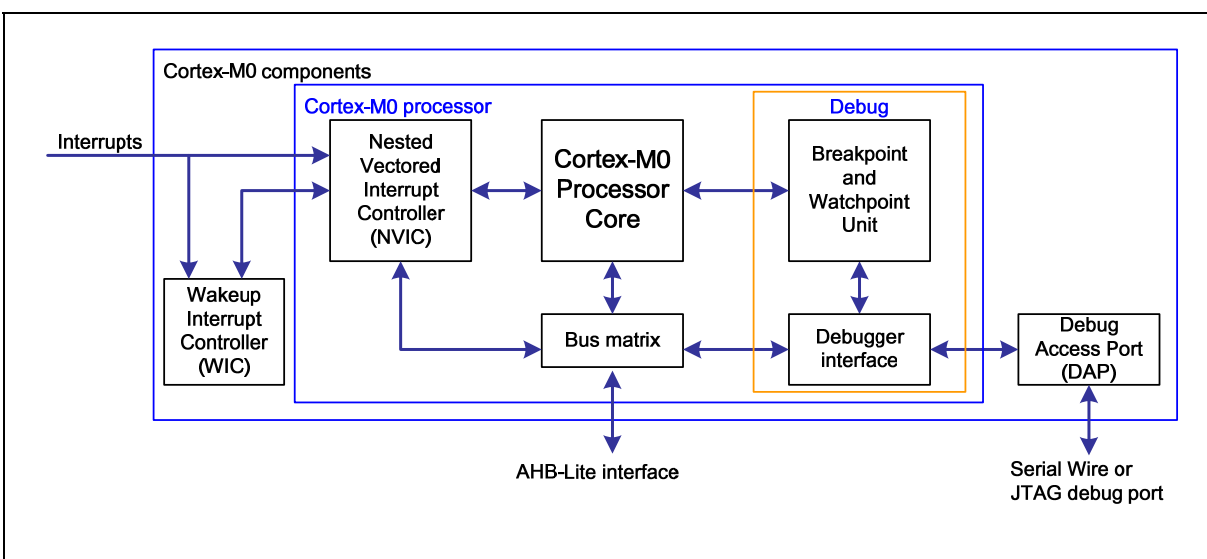 Cortex-M0 components
Cortex-M0 processor
Debug
Interrupts
Nested
Vectored
Interrupt
Controller
(NVIC)
Cortex-M0
Processor
Core
Breakpoint
and
Watchpoint
Unit
Wakeup
Interrupt
Controller
(WIC)
Bus matrix
Debugger
interface
Debug
Access Port
(DAP)
AHB-Lite interface
Serial Wire or
JTAG debug port